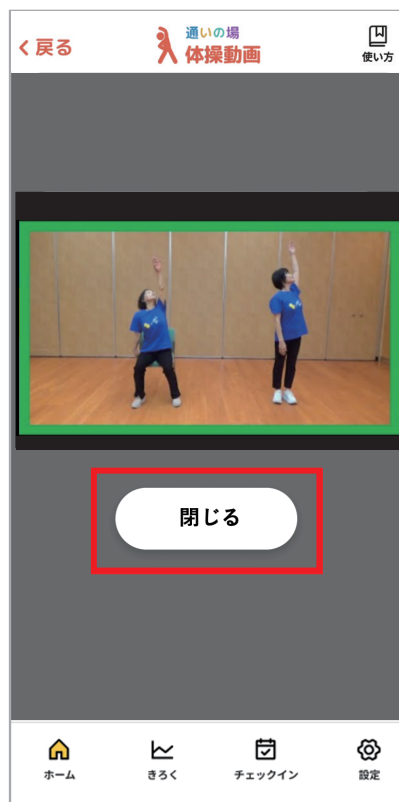 戻る
通いの場
体操動画
使い方
閉じる
ホーム
きろく
チェックイン
設定